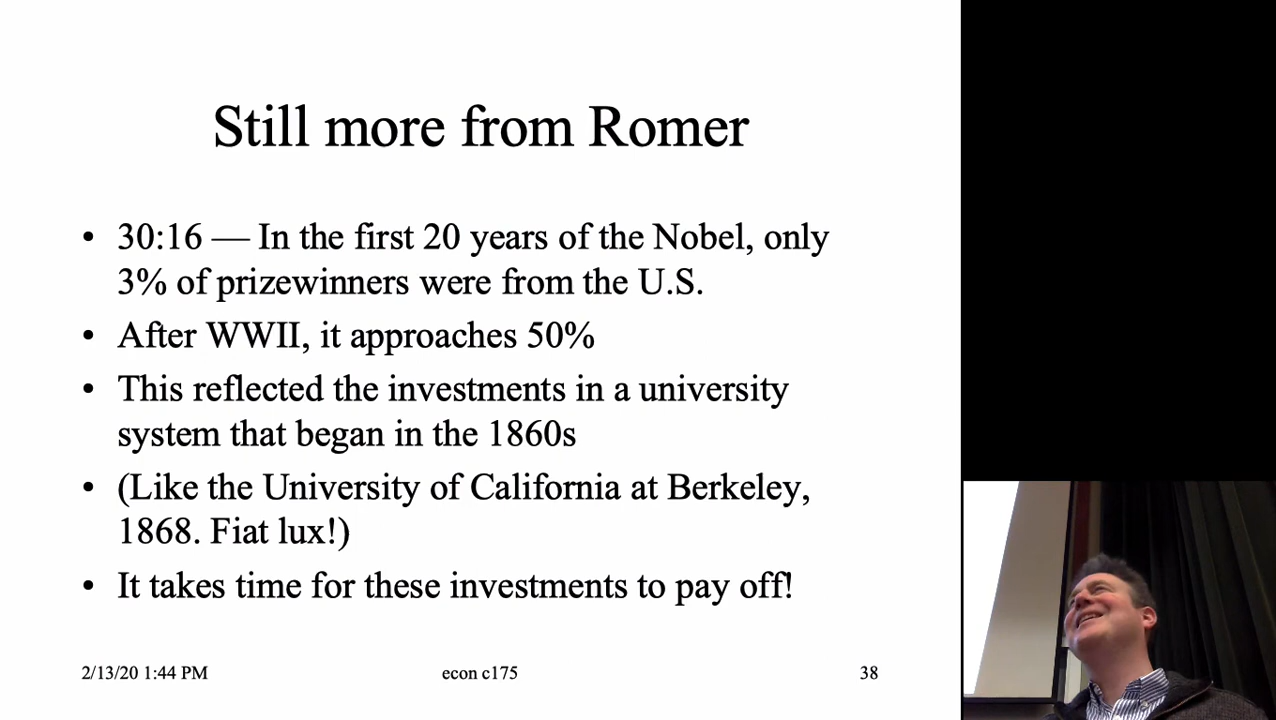 Still more from Romer
• 30:16 — In the first 20 years of the Nobel, only
3% of prizewinners were from the U.S.
• After WWII, it approaches 50%
• This reflected the investments in a university
system that began in the 1860s
• (Like the University of California at Berkeley,
1868. Fiat lux!)
• It takes time for these investments to pay off!
2/13/20 1:44 PM
econ c175
38